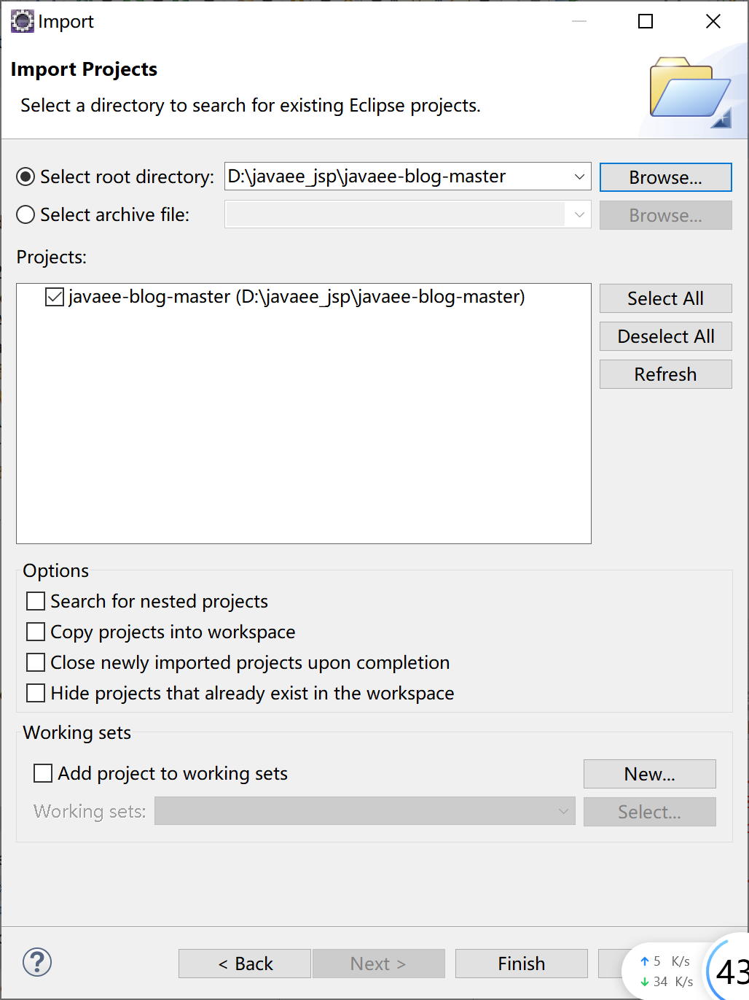 Import
Import Projects
Select a directory to search for existing Eclipse projects.
Select root directory: D:\javaee_jsp\javaee-blog-master Browse...
Select archive file: Browse...
Projects:
javaee-blog-master (D:\javaee_jsp\javaee-blog-master)
Select All
Deselect All
Refresh
Options
Search for nested projects
Copy projects into workspace
Close newly imported projects upon completion
Hide projects that already exist in the workspace
Working sets
Add project to working sets New...
Working sets: Select...
? < Back Next > Finish
↑ 5 K/s
↓ 34 K/s
43